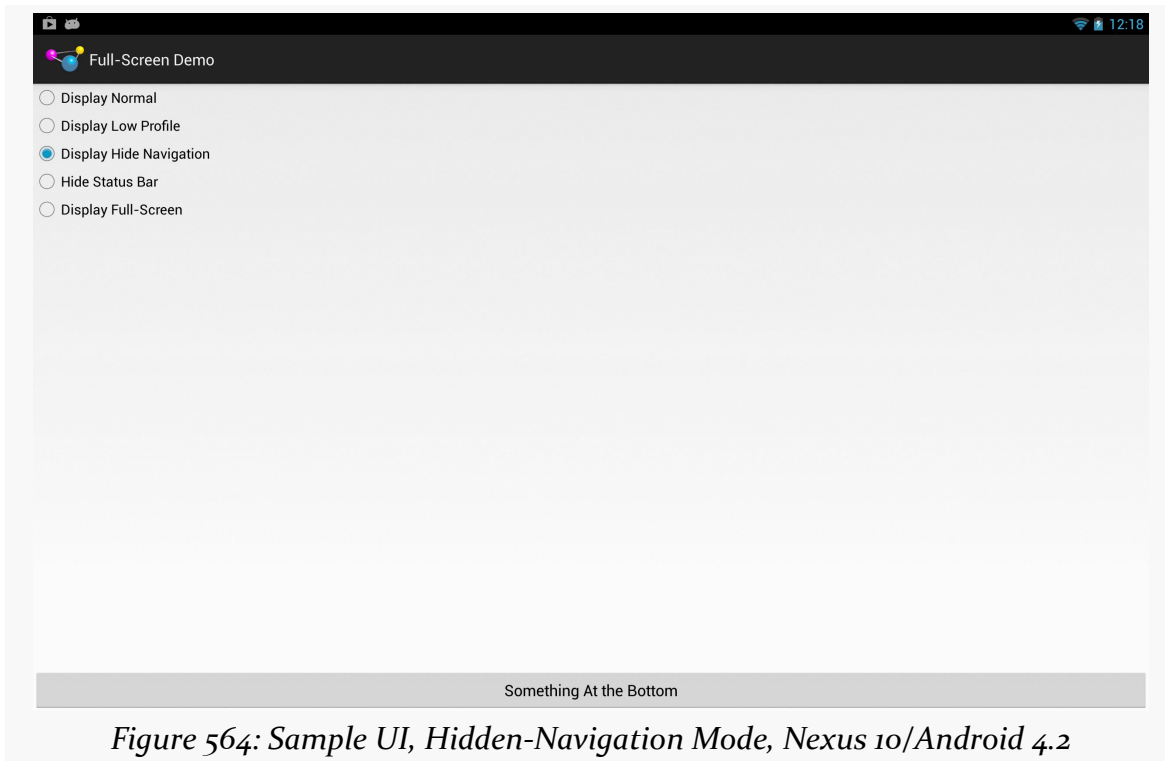 12:18
Full-Screen Demo
Display Normal
Display Low Profile
Display Hide Navigation
Hide Status Bar
Display Full-Screen
Something At the Bottom
Figure 564: Sample UI, Hidden-Navigation Mode, Nexus 10/Android 4.2